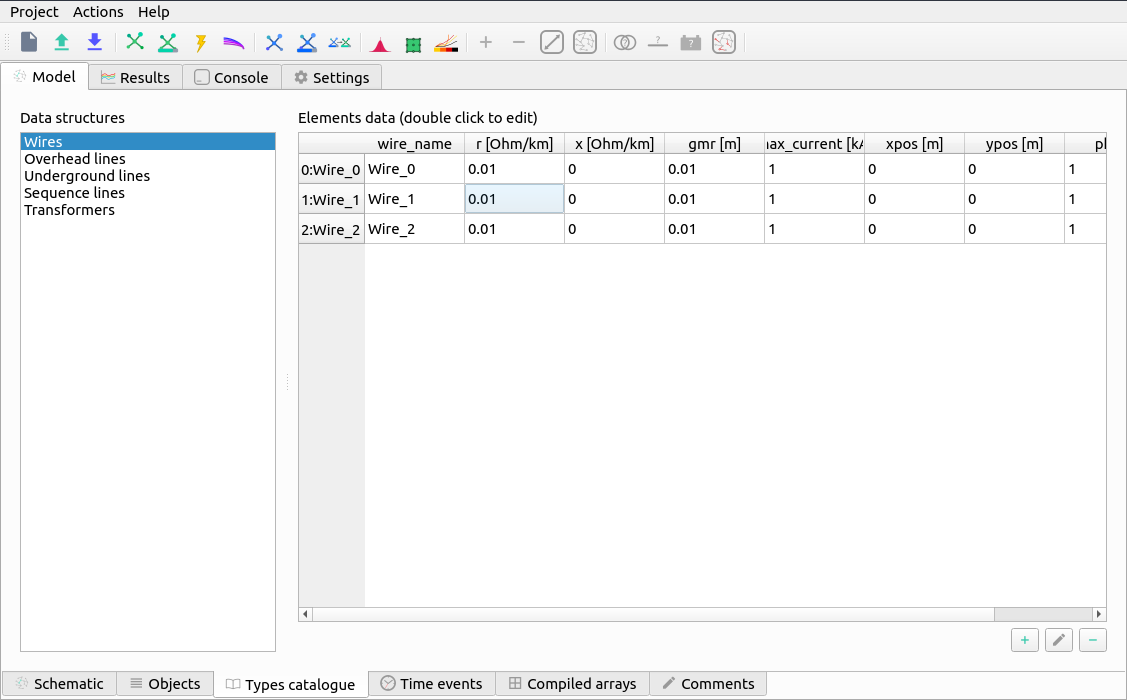 Project Actions Help
Model Results Console Settings
Data structures
Elements data (double click to edit)
Wires
Overhead lines
Underground lines
Sequence lines
Transformers
wire_name r [Ohm/km] x [Ohm/km] gmr [m] ax_current [kA xpos [m] ypos [m] pl
0:Wire_0 Wire_0 0.01 0 0.01 1 0 0 1
1:Wire_1 Wire_1 0.01 0 0.01 1 0 0 1
2:Wire_2 Wire_2 0.01 0 0.01 1 0 0 1
Schematic Objects Types catalogue Time events Compiled arrays Comments